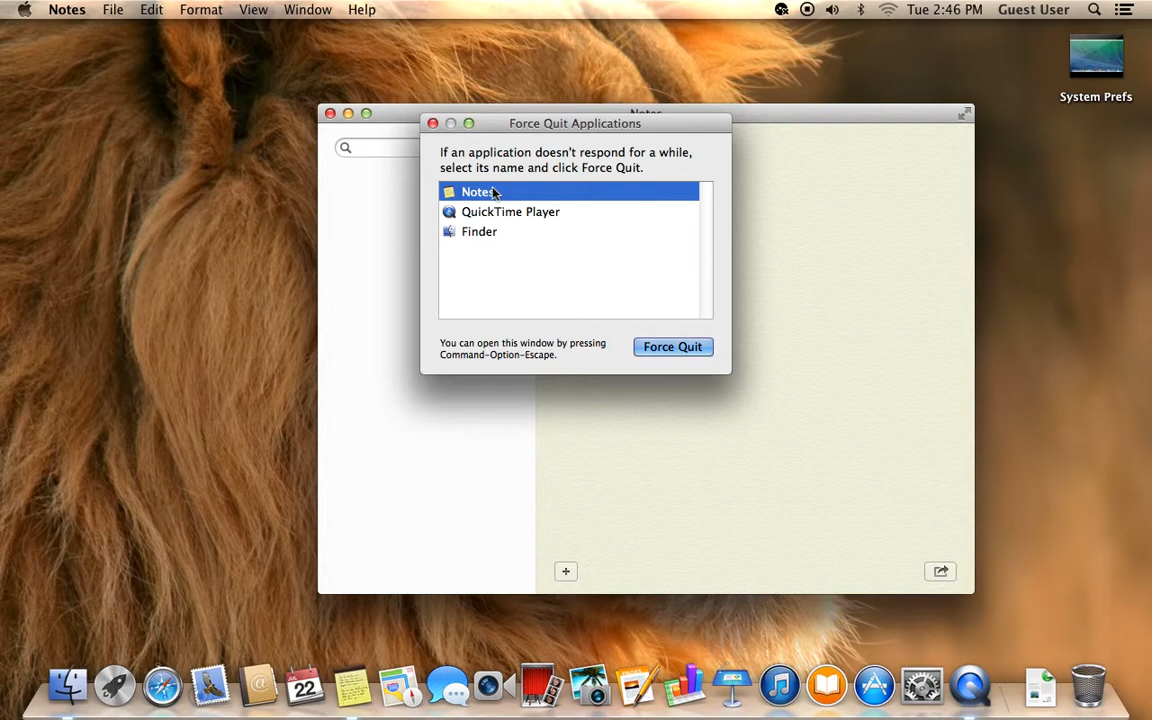 Notes File Edit Format View Window Help Tue 2:46 PM Guest User
System Prefs
Notes
Force Quit Applications
If an application doesn't respond for a while,
select its name and click Force Quit.
Notes
QuickTime Player
Finder
You can open this window by pressing
Command-Option-Escape.
Force Quit
22